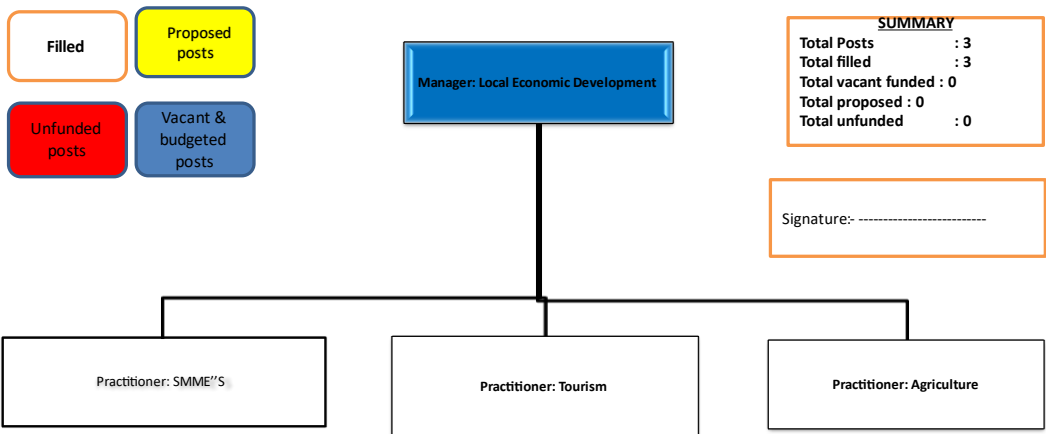 Filled
Proposed
posts
Unfunded
posts
Vacant &
budgeted
posts
Manager: Local Economic Development
SUMMARY
Total Posts : 3
Total filled : 3
Total vacant funded : 0
Total proposed : 0
Total unfunded : 0
Signature:- --------------------------
Practitioner: SMME’’S
Practitioner: Tourism
Practitioner: Agriculture